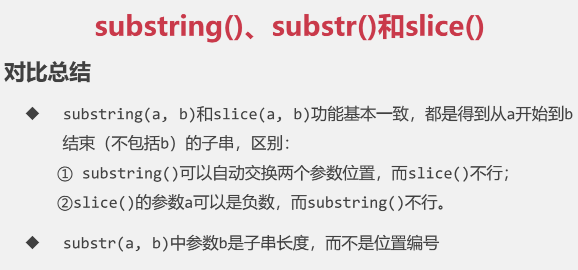 substring()、substr()和slice()
对比总结
◆ substring(a, b)和slice(a, b)功能基本一致，都是得到从a开始到b
结束（不包括b）的子串，区别：
① substring()可以自动交换两个参数位置，而slice()不行；
②slice()的参数a可以是负数，而substring()不行。
◆ substr(a, b)中参数b是子串长度，而不是位置编号